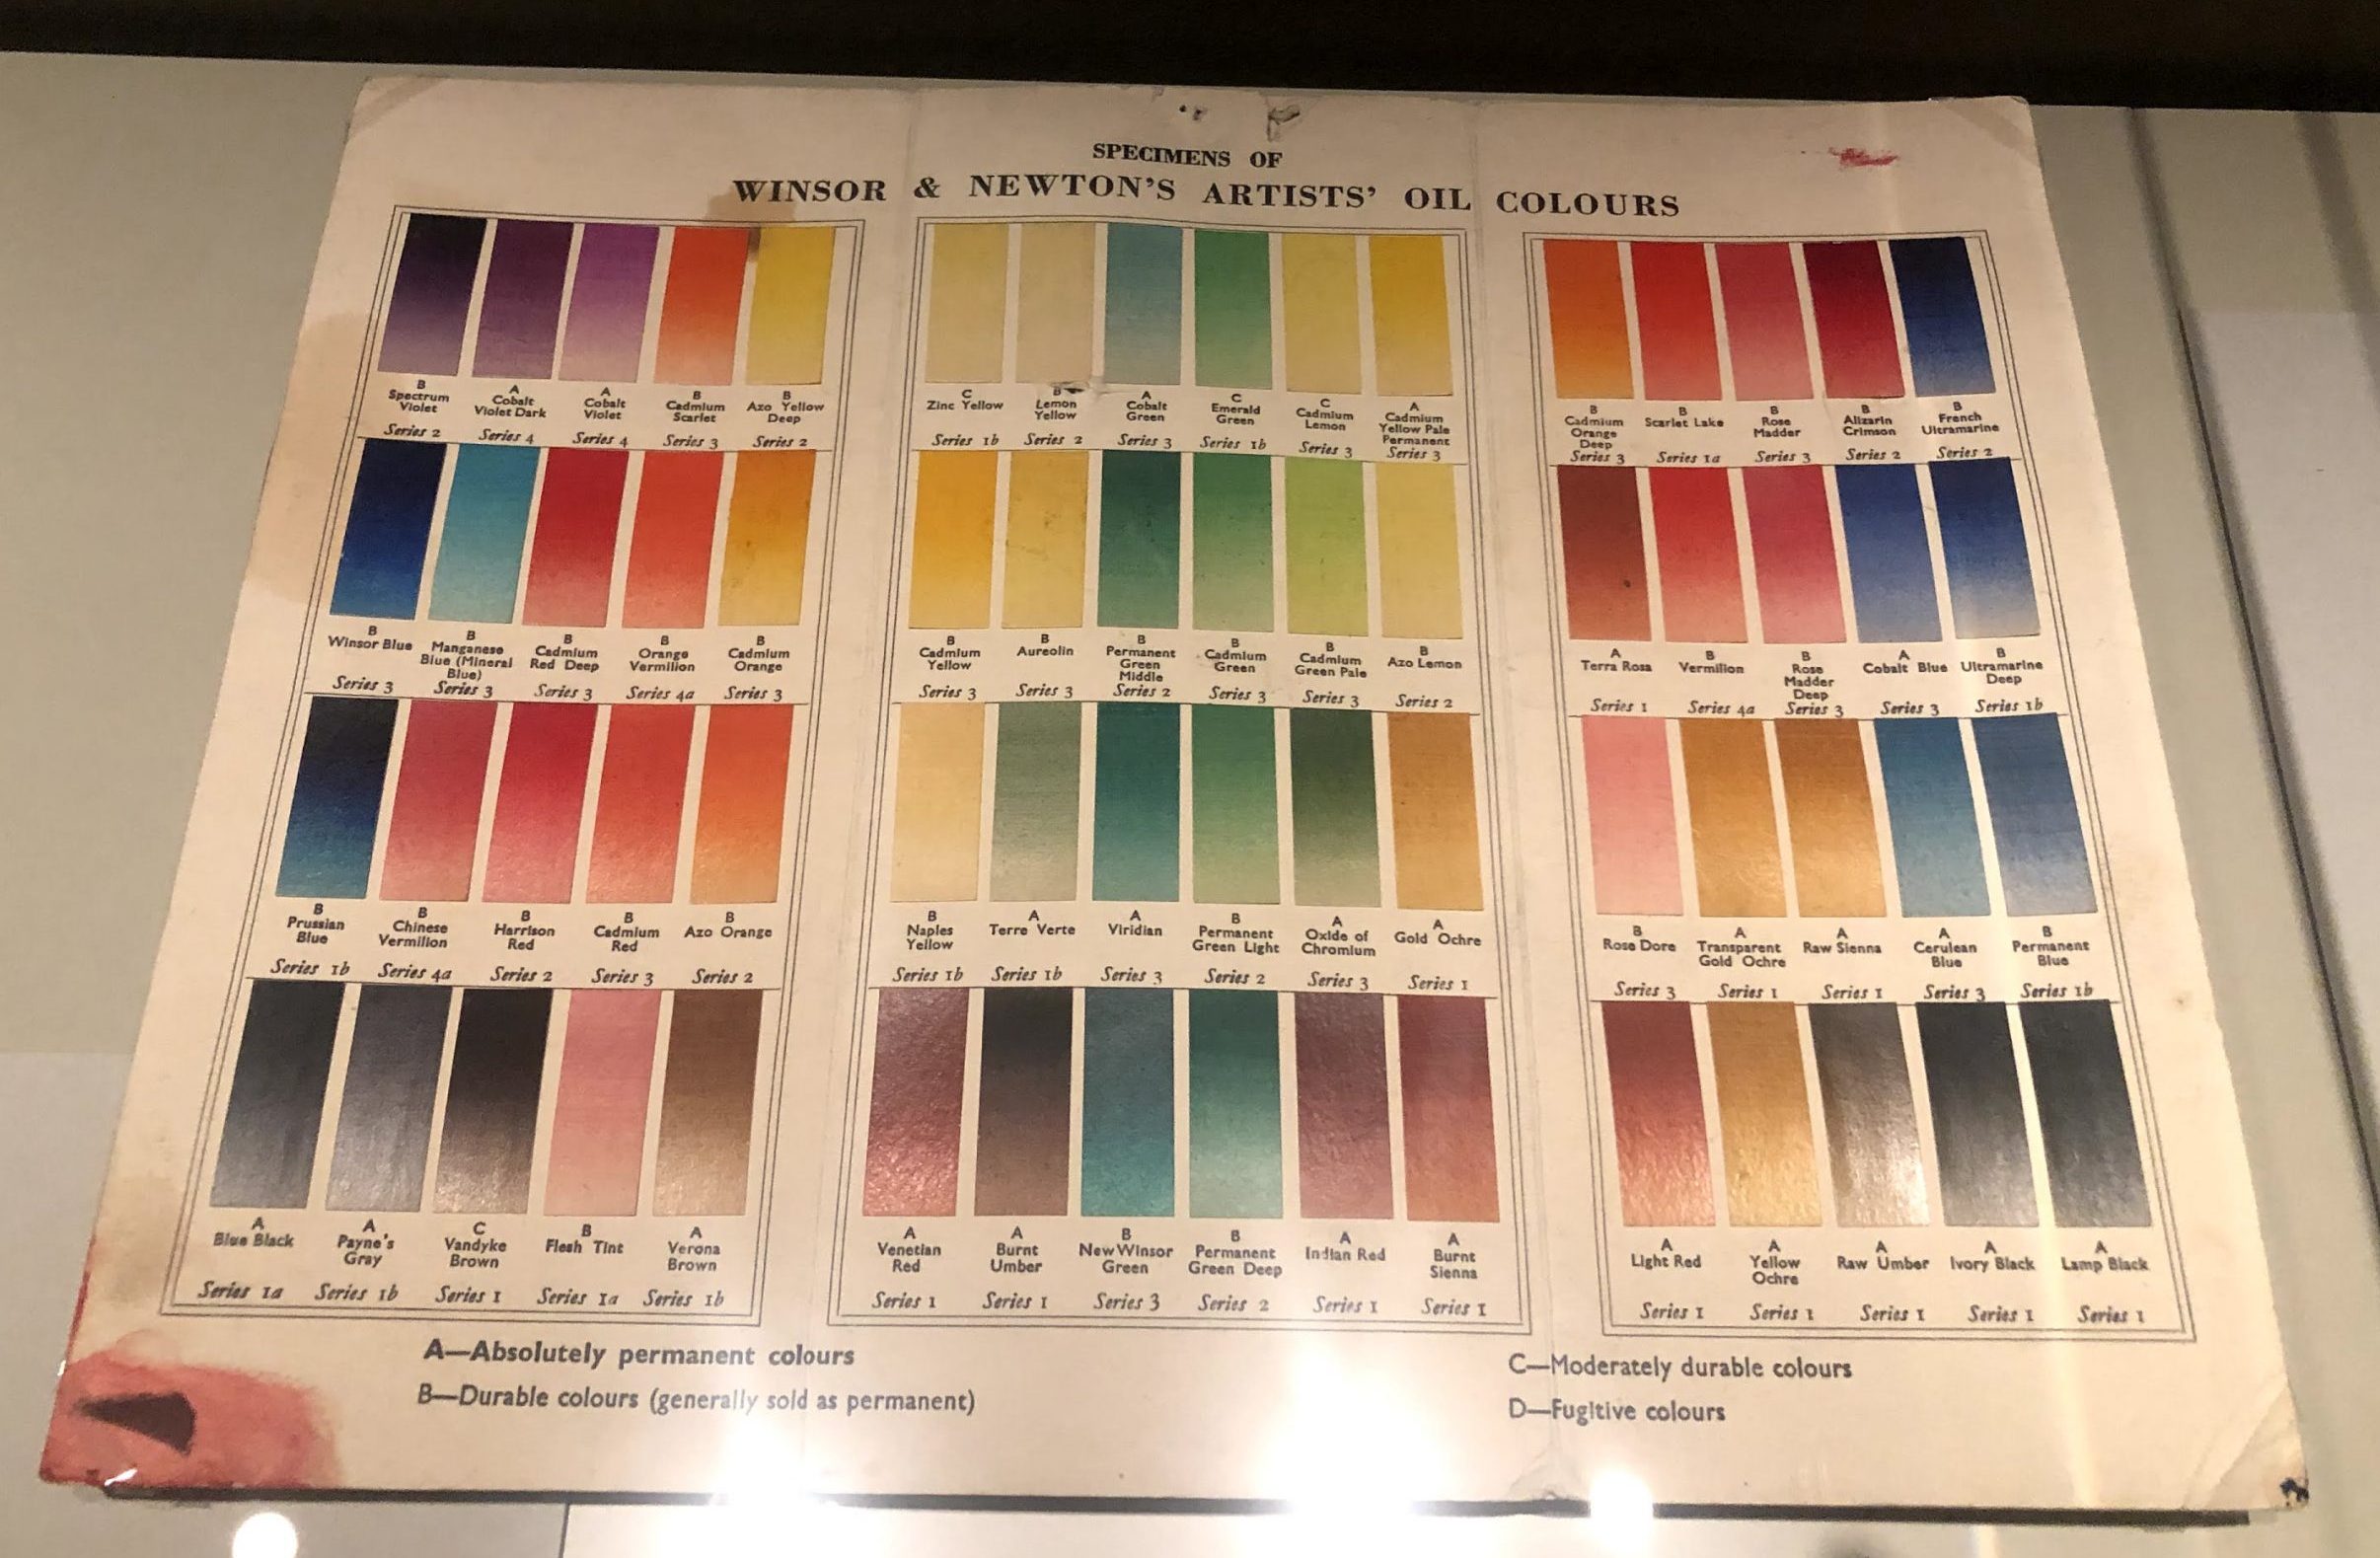 SPECIMENS OF
WINSOR & NEWTON'S ARTISTS' OIL COLOURS
B
Spectrum
Violet
Series 2
A
Cobalt
Violet Dark
Series 4
A
Cobalt
Violet
Series 4
B
Cadmium
Scarlet
Series 3
B
Azo Yellow
Deep
Series 2
B
Winsor Blue
Series 3
B
Manganese
Blue (Mineral
Blue)
Series 3
B
Cadmium
Red Deep
Series 3
B
Orange
Vermilion
Series 4a
B
Cadmium
Orange
Series 3
B
Prussian
Blue
Series 1b
B
Chinese
Vermilion
Series 4a
B
Harrison
Red
Series 2
B
Cadmium
Red
Series 3
B
Azo Orange
Series 2
A
Blue Black
Series 1a
A
Payne's
Gray
Series 1b
C
Vandyke
Brown
Series 1
B
Flesh Tint
Series 1a
A
Verona
Brown
Series 1b
C
Zinc Yellow
Series 1b
B
Lemon
Yellow
Series 2
A
Cobalt
Green
Series 3
C
Emerald
Green
Series 1b
C
Cadmium
Lemon
Series 3
A
Cadmium
Yellow Pale
Permanent
Series 3
B
Cadmium
Yellow
Series 3
B
Aureolin
Series 3
B
Permanent
Green
Middle
Series 2
B
Cadmium
Green
Series 3
B
Cadmium
Green Pale
Series 3
B
Azo Lemon
Series 2
B
Naples
Yellow
Series 1b
A
Terre Verte
Series 1b
A
Viridian
Series 3
B
Permanent
Green Light
Series 2
A
Oxide of
Chromium
Series 3
A
Gold Ochre
Series 1
A
Venetian
Red
Series 1
A
Burnt
Umber
Series 1
B
New Winsor
Green
Series 3
B
Permanent
Green Deep
Series 2
A
Indian Red
Series 1
A
Burnt
Sienna
Series 1
B
Cadmium
Orange
Deep
Series 3
B
Scarlet Lake
Series 1a
B
Rose
Madder
Series 3
B
Alizarin
Crimson
Series 2
B
French
Ultramarine
Series 2
A
Terra Rosa
Series 1
B
Vermilion
Series 4a
B
Rose
Madder
Deep
Series 3
A
Cobalt Blue
Series 3
B
Ultramarine
Deep
Series 1b
B
Rose Dore
Series 3
A
Transparent
Gold Ochre
Series 1
A
Raw Sienna
Series 1
A
Cerulean
Blue
Series 3
B
Permanent
Blue
Series 1b
A
Light Red
Series 1
A
Yellow
Ochre
Series 1
A
Raw Umber
Series 1
A
Ivory Black
Series 1
A
Lamp Black
Series 1
A—Absolutely permanent colours
B—Durable colours (generally sold as permanent)
C—Moderately durable colours
D—Fugitive colours